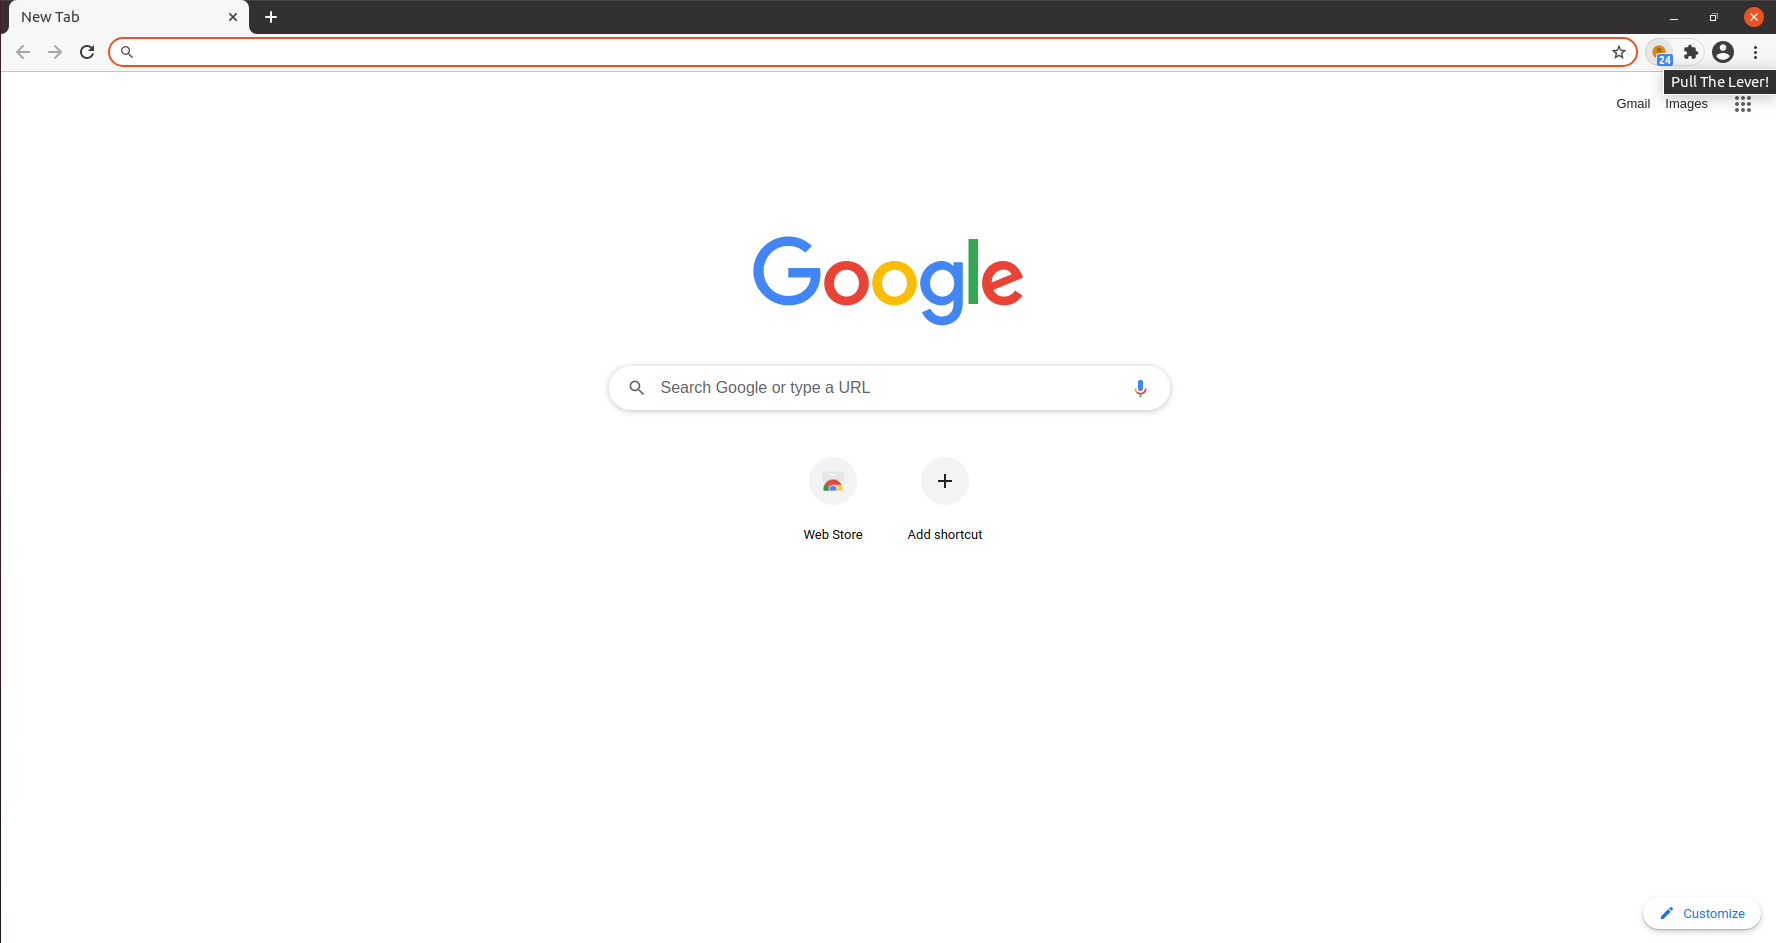 New Tab
24
Pull The Lever!
Gmail Images
Google
Search Google or type a URL
Web Store Add shortcut
Customize